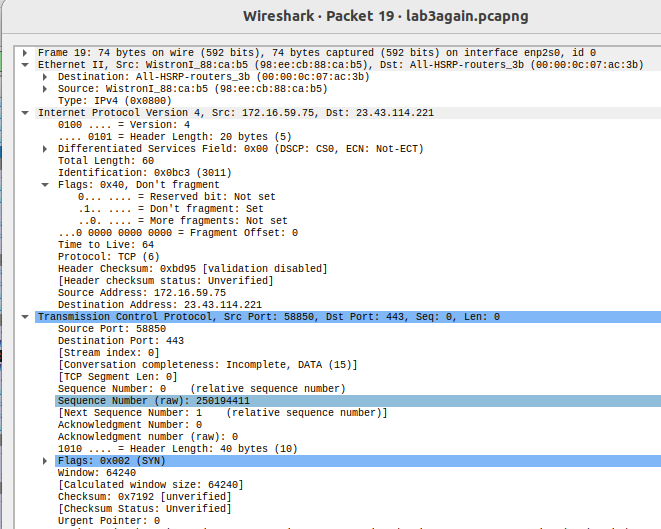 Wireshark · Packet 19 · lab3again.pcapng
Frame 19: 74 bytes on wire (592 bits), 74 bytes captured (592 bits) on interface enp2s0, id 0
Ethernet II, Src: WistronI_88:ca:b5 (98:ee:cb:88:ca:b5), Dst: All-HSRP-routers_3b (00:00:0c:07:ac:3b)
Destination: All-HSRP-routers_3b (00:00:0c:07:ac:3b)
Source: WistronI_88:ca:b5 (98:ee:cb:88:ca:b5)
Type: IPv4 (0x0800)
Internet Protocol Version 4, Src: 172.16.59.75, Dst: 23.43.114.221
0100 .... = Version: 4
.... 0101 = Header Length: 20 bytes (5)
Differentiated Services Field: 0x00 (DSCP: CS0, ECN: Not-ECT)
Total Length: 60
Identification: 0x0bc3 (3011)
Flags: 0x40, Don't fragment
0... .... = Reserved bit: Not set
.1.. .... = Don't fragment: Set
..0. .... = More fragments: Not set
...0 0000 0000 0000 = Fragment Offset: 0
Time to Live: 64
Protocol: TCP (6)
Header Checksum: 0xbd95 [validation disabled]
[Header checksum status: Unverified]
Source Address: 172.16.59.75
Destination Address: 23.43.114.221
Transmission Control Protocol, Src Port: 58850, Dst Port: 443, Seq: 0, Len: 0
Source Port: 58850
Destination Port: 443
[Stream index: 0]
[Conversation completeness: Incomplete, DATA (15)]
[TCP Segment Len: 0]
Sequence Number: 0    (relative sequence number)
Sequence Number (raw): 250194411
[Next Sequence Number: 1    (relative sequence number)]
Acknowledgment Number: 0
Acknowledgment number (raw): 0
1010 .... = Header Length: 40 bytes (10)
Flags: 0x002 (SYN)
Window: 64240
[Calculated window size: 64240]
Checksum: 0x7192 [unverified]
[Checksum Status: Unverified]
Urgent Pointer: 0